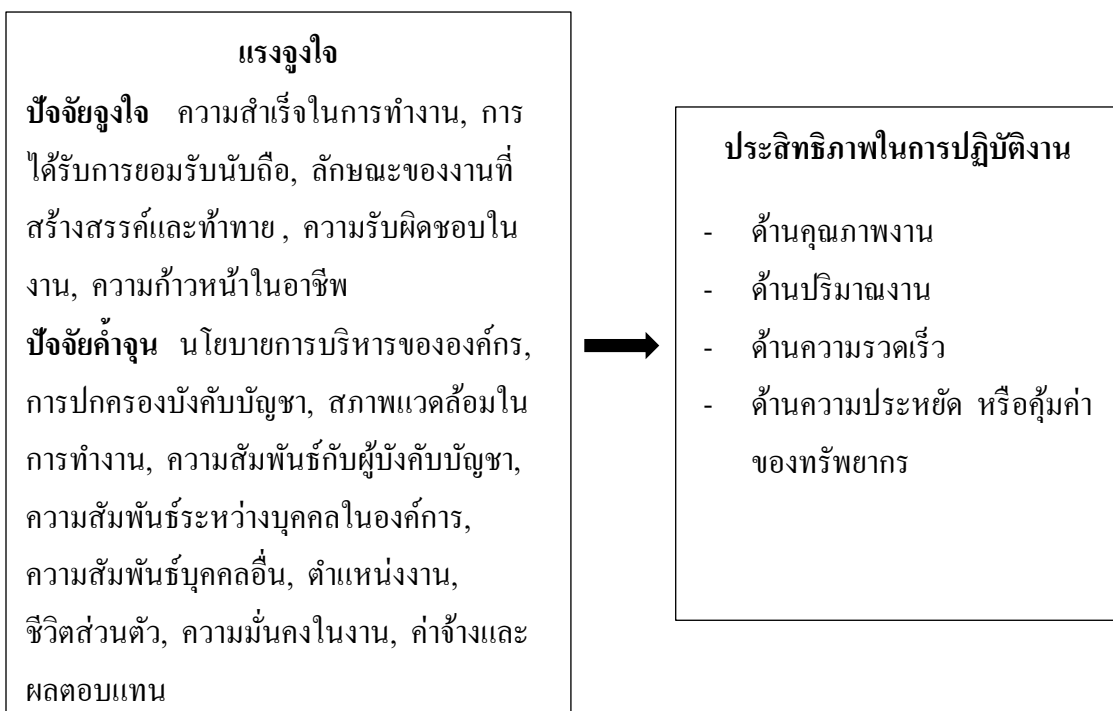 แรงจูงใจ
ปัจจัยจูงใจ ความสำเร็จในการทำงาน, การ
ได้รับการยอมรับนับถือ, ลักษณะของงานที่
สร้างสรรค์และท้าทาย , ความรับผิดชอบใน
งาน, ความก้าวหน้าในอาชีพ
ปัจจัยค้ำจุน นโยบายการบริหารขององค์กร,
การปกครองบังคับบัญชา, สภาพแวดล้อมใน
การทำงาน, ความสัมพันธ์กับผู้บังคับบัญชา,
ความสัมพันธ์ระหว่างบุคคลในองค์การ,
ความสัมพันธ์บุคคลอื่น, ตำแหน่งงาน,
ชีวิตส่วนตัว, ความมั่นคงในงาน, ค่าจ้างและ
ผลตอบแทน
ประสิทธิภาพในการปฏิบัติงาน
- ด้านคุณภาพงาน
- ด้านปริมาณงาน
- ด้านความรวดเร็ว
- ด้านความประหยัด หรือคุ้มค่า
ของทรัพยากร